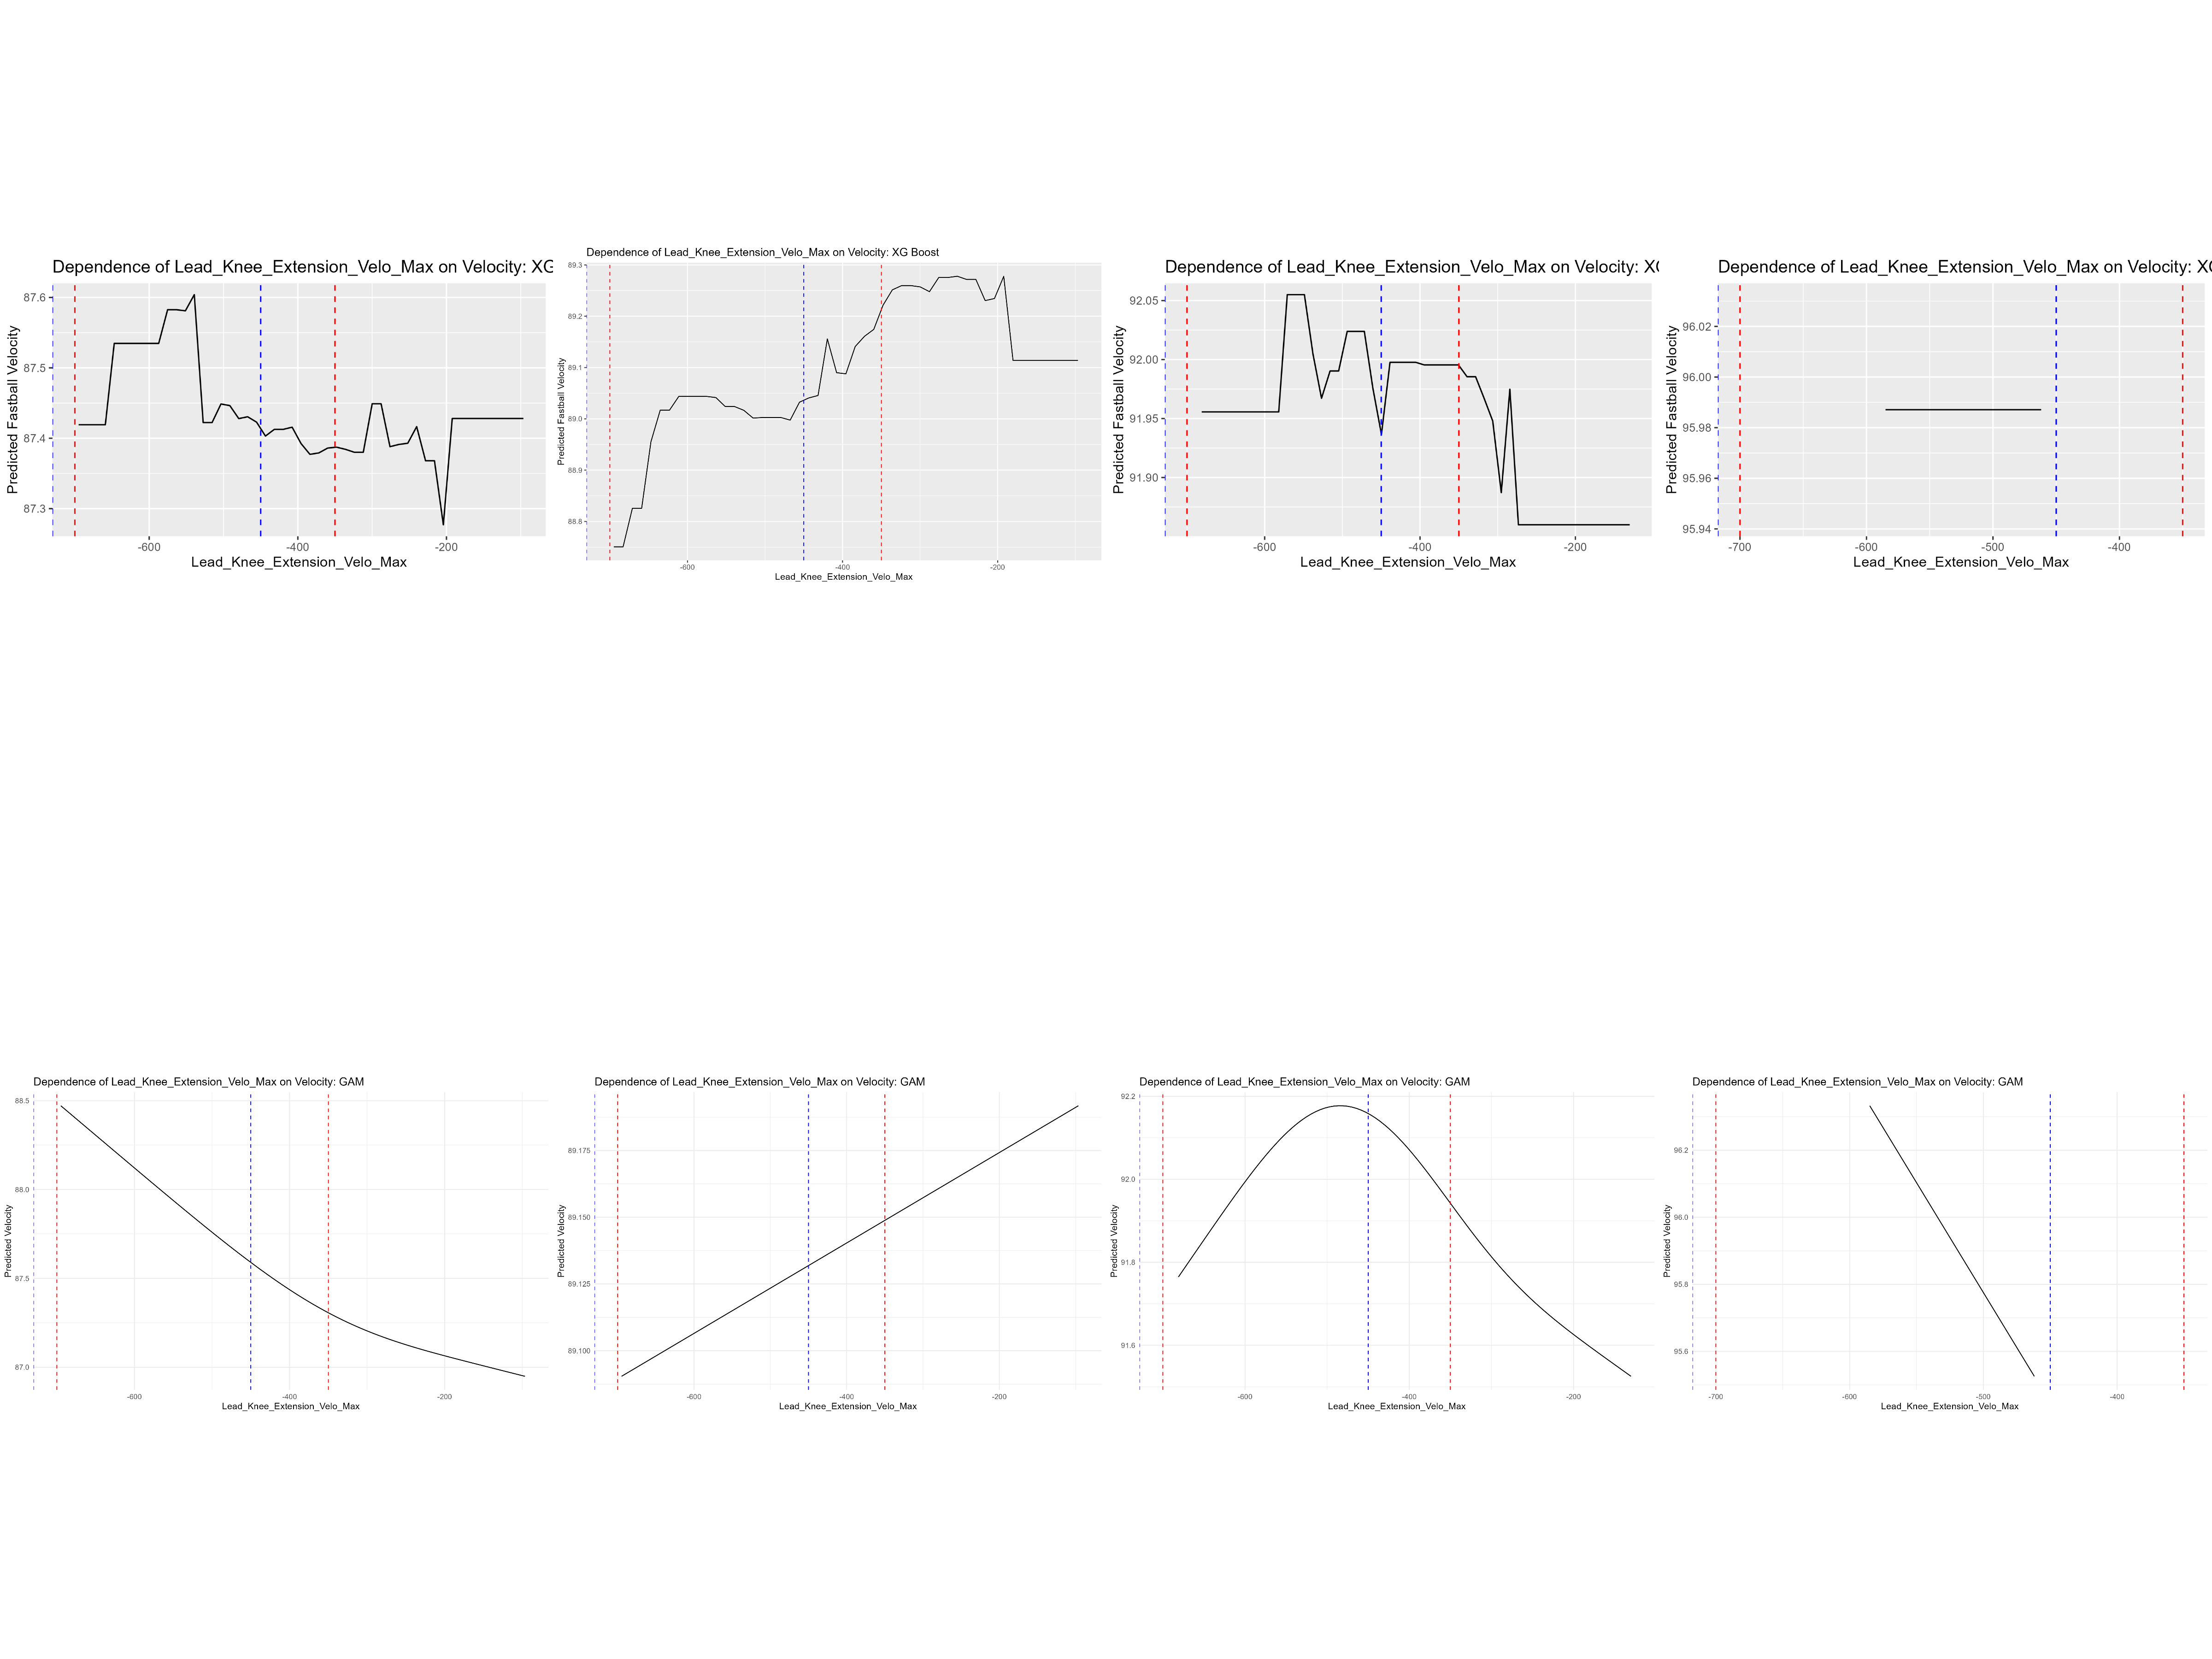 Dependence of Lead_Knee_Extension_Velo_Max on Velocity: XG
Predicted Fastball Velocity
87.6
87.5
87.4
87.3
-600
-400
-200
Lead_Knee_Extension_Velo_Max
Dependence of Lead_Knee_Extension_Velo_Max on Velocity: XG Boost
Predicted Fastball Velocity
89.3
89.2
89.1
89.0
88.9
88.8
-600
-400
-200
Lead_Knee_Extension_Velo_Max
Dependence of Lead_Knee_Extension_Velo_Max on Velocity: XG
Predicted Fastball Velocity
92.05
92.00
91.95
91.90
-600
-400
-200
Lead_Knee_Extension_Velo_Max
Dependence of Lead_Knee_Extension_Velo_Max on Velocity: XG
Predicted Fastball Velocity
96.02
96.00
95.98
95.96
95.94
-700
-600
-500
-400
Lead_Knee_Extension_Velo_Max
Dependence of Lead_Knee_Extension_Velo_Max on Velocity: GAM
Predicted Velocity
88.5
88.0
87.5
87.0
-600
-400
-200
Lead_Knee_Extension_Velo_Max
Dependence of Lead_Knee_Extension_Velo_Max on Velocity: GAM
Predicted Velocity
89.175
89.150
89.125
89.100
-600
-400
-200
Lead_Knee_Extension_Velo_Max
Dependence of Lead_Knee_Extension_Velo_Max on Velocity: GAM
Predicted Velocity
92.2
92.0
91.8
91.6
-600
-400
-200
Lead_Knee_Extension_Velo_Max
Dependence of Lead_Knee_Extension_Velo_Max on Velocity: GAM
Predicted Velocity
96.2
96.0
95.8
95.6
-700
-600
-500
-400
Lead_Knee_Extension_Velo_Max